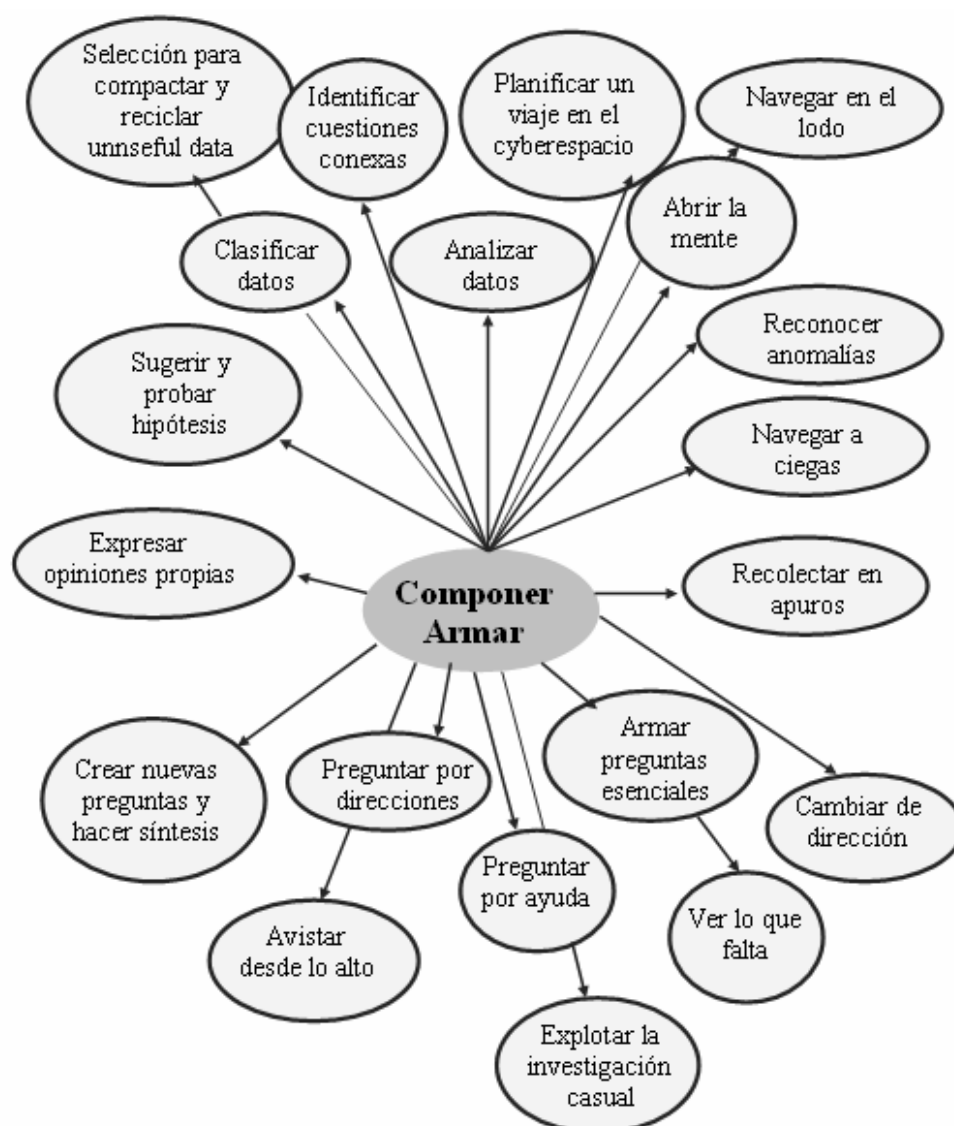 Selección para
compactar y
reciclar
unnseful data
Identificar
cuestiones
conexas
Planificar un
viaje en el
cyberespacio
Navegar en el
lodo
Abrir la
mente
Clasificar
datos
Analizar
datos
Reconocer
anomalías
Sugerir y
probar
hipótesis
Navegar a
ciegas
Expresar
opiniones propias
Componer
Armar
Recolectar en
apuros
Crear nuevas
preguntas y
hacer síntesis
Preguntar por
direcciones
Armar
preguntas
esenciales
Cambiar de
dirección
Preguntar
por ayuda
Ver lo que
falta
Avistar
desde lo alto
Explotar la
investigación
casual